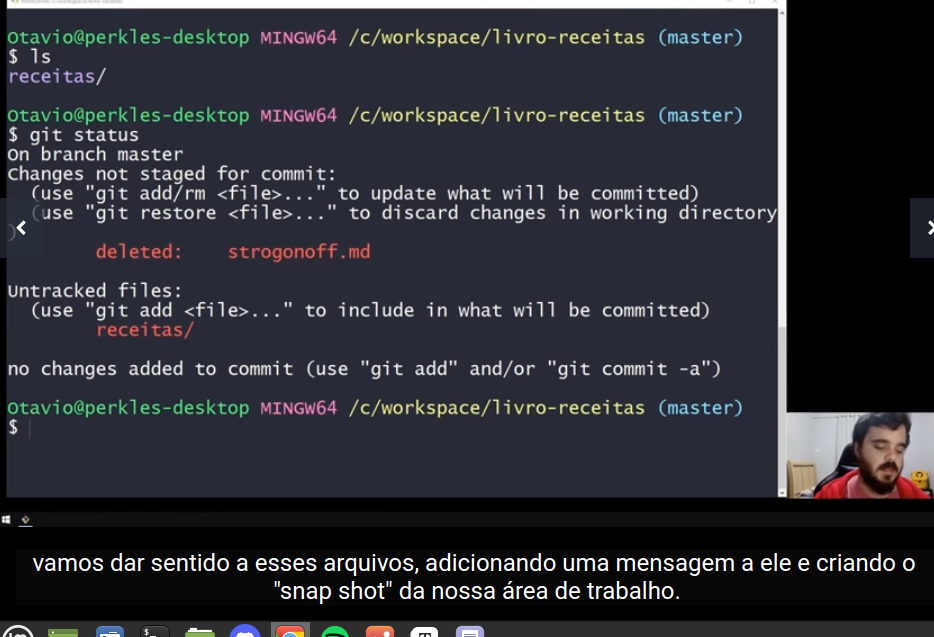 Otavio@perkles-desktop MINGW64 /c/workspace/livro-receitas (master)
$ ls
receitas/
Otavio@perkles-desktop MINGW64 /c/workspace/livro-receitas (master)
$ git status
On branch master
Changes not staged for commit:
(use "git add/rm <file>..." to update what will be committed)
(use "git restore <file>..." to discard changes in working directory
)
deleted: strogonoff.md
Untracked files:
(use "git add <file>..." to include in what will be committed)
receitas/
no changes added to commit (use "git add" and/or "git commit -a")
Otavio@perkles-desktop MINGW64 /c/workspace/livro-receitas (master)
$
vamos dar sentido a esses arquivos, adicionando uma mensagem a ele e criando o
"snap shot" da nossa área de trabalho.